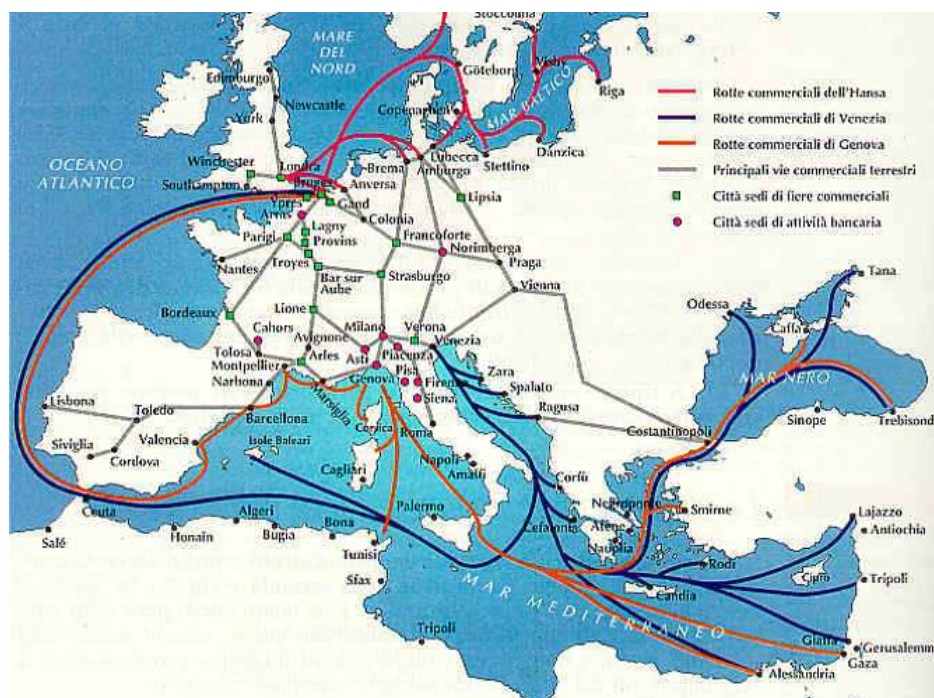 Stoccolma
MARE
DEL
NORD
Göteborg
Visby
Riga
Edimburgo
Newcastle
Copenaghen
MAR BALTICO
York
Danzica
Stettino
Lubecca
Amburgo
Brema
OCEANO
ATLANTICO
Winchester
Londra
Southampton
Bruges
Anversa
Ypres
Gand
Arras
Colonia
Lipsia
Lagny
Provins
Francoforte
Parigi
Norimberga
Praga
Nantes
Troyes
Bar sur
Aube
Strasburgo
Vienna
Bordeaux
Lione
Milano
Verona
Venezia
Cahors
Avignone
Tolosa
Arles
Asti
Piacenza
Montpellier
Genova
Pisa
Zara
Narbona
Siena
Spalato
Marsiglia
Ragusa
Lisbona
Toledo
Barcellona
Corsica
Roma
Siviglia
Valencia
Isole Baleari
Cordova
Napoli
Amalfi
Cagliari
Costantinopoli
Corfù
Palermo
Ceuta
Cefalonia
Negroponte
Atene
Smirne
Nauplia
Salé
Honain
Algeri
Bugia
Bona
Tunisi
Sfax
Tripoli
Rodi
Candia
Cipro
Lajazzo
Antiochia
Tripoli
MAR MEDITERRANEO
Giaffa
Gerusalemm
Gaza
Alessandria
Odessa
Caffa
Tana
MAR NERO
Sinope
Trebisond
Rotte commerciali dell'Hansa
Rotte commerciali di Venezia
Rotte commerciali di Genova
Principali vie commerciali terrestri
Città sedi di fiere commerciali
Città sedi di attività bancaria